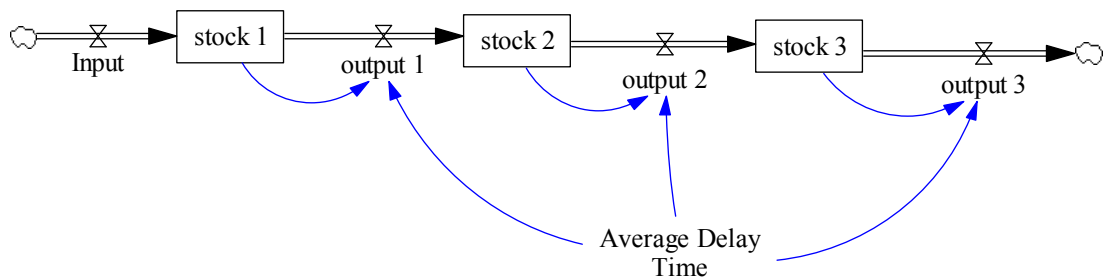 stock 1
stock 2
stock 3
Input
output 1
output 2
output 3
Average Delay
Time